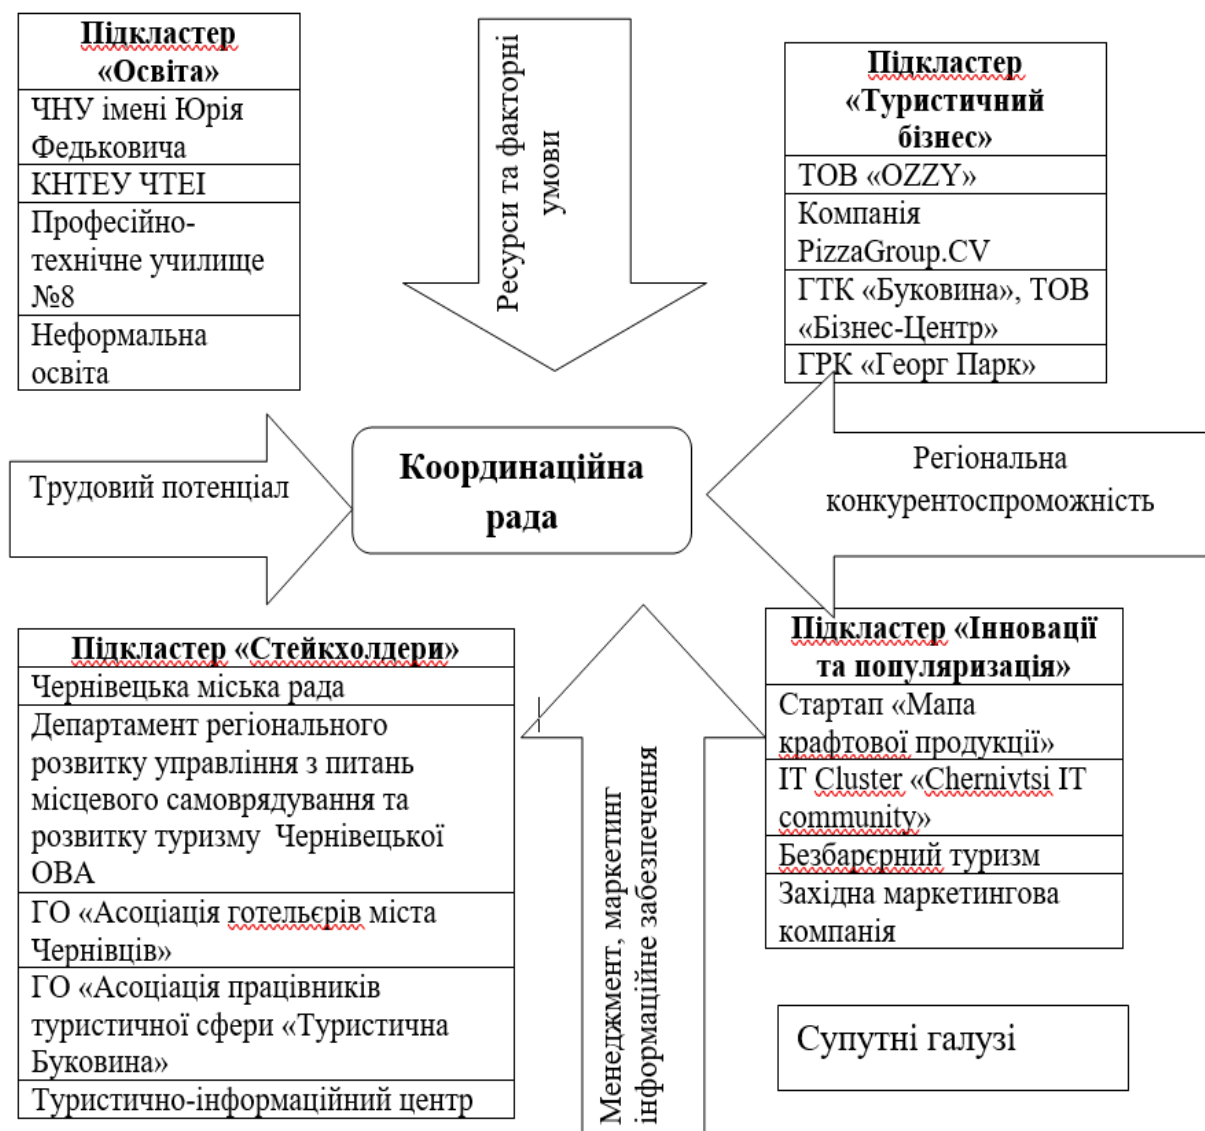 Підкластер
«Освіта»
ЧНУ імені Юрія
Федьковича
КНТЕУ ЧТЕІ
Професійно-
технічне училище
№8
Неформальна
освіта
Ресурси та факторні
умови
Підкластер
«Туристичний
бізнес»
ТОВ «OZZY»
Компанія
PizzaGroup.CV
ГТК «Буковина», ТОВ
«Бізнес-Центр»
ГРК «Георг Парк»
Трудовий потенціал
Координаційна
рада
Регіональна
конкурентоспроможність
Підкластер «Стейкхолдери»
Чернівецька міська рада
Департамент регіонального
розвитку управління з питань
місцевого самоврядування та
розвитку туризму Чернівецької
ОВА
ГО «Асоціація готельєрів міста
Чернівців»
ГО «Асоціація працівників
туристичної сфери «Туристична
Буковина»
Туристично-інформаційний центр
Менеджмент, маркетинг
інформаційне забезпечення
Підкластер «Інновації
та популяризація»
Стартап «Мапа
крафтової продукції»
IT Cluster «Chernivtsi IT
community»
Безбарєрний туризм
Західна маркетингова
компанія
Супутні галузі